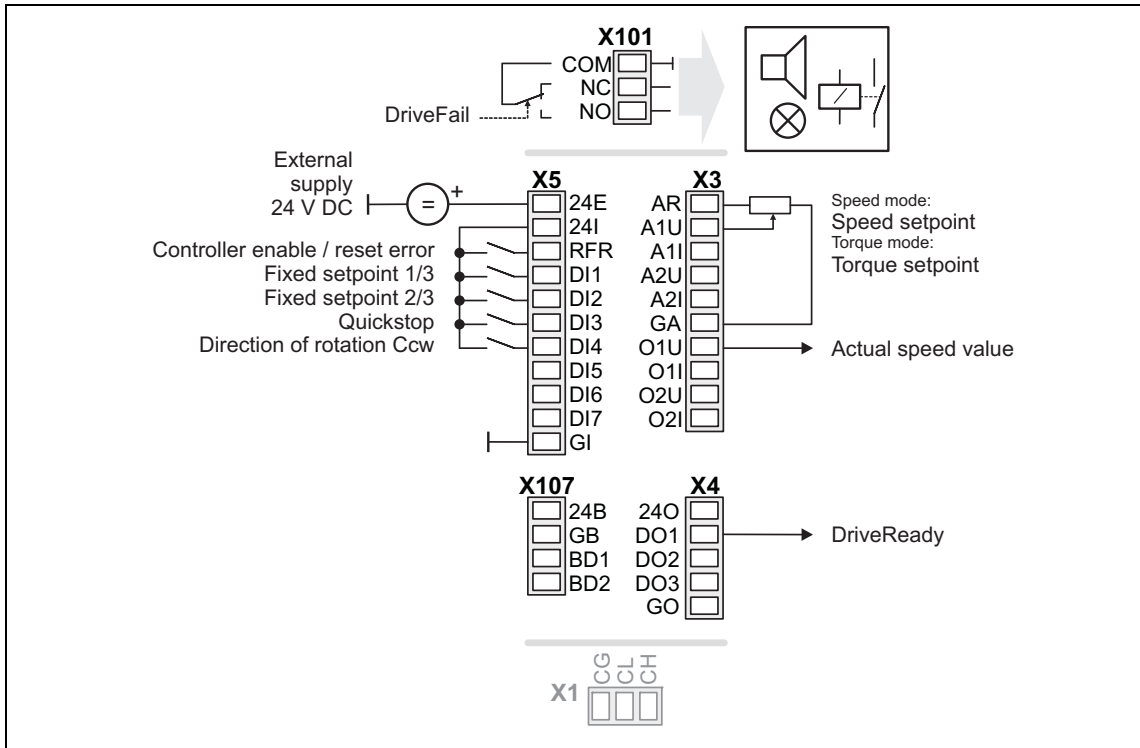 X101
COM
NC
NO
DriveFail
External
supply
24 V DC
=
+
X5
24E
24I
RFR
DI1
DI2
DI3
DI4
DI5
DI6
DI7
GI
Controller enable / reset error
Fixed setpoint 1/3
Fixed setpoint 2/3
Quickstop
Direction of rotation Ccw
X3
AR
A1U
A1I
A2U
A2I
GA
O1U
O1I
O2U
O2I
Speed mode:
Speed setpoint
Torque mode:
Torque setpoint
Actual speed value
X107
24B
GB
BD1
BD2
X4
24O
DO1
DO2
DO3
GO
DriveReady
X1
CG
CL
CH